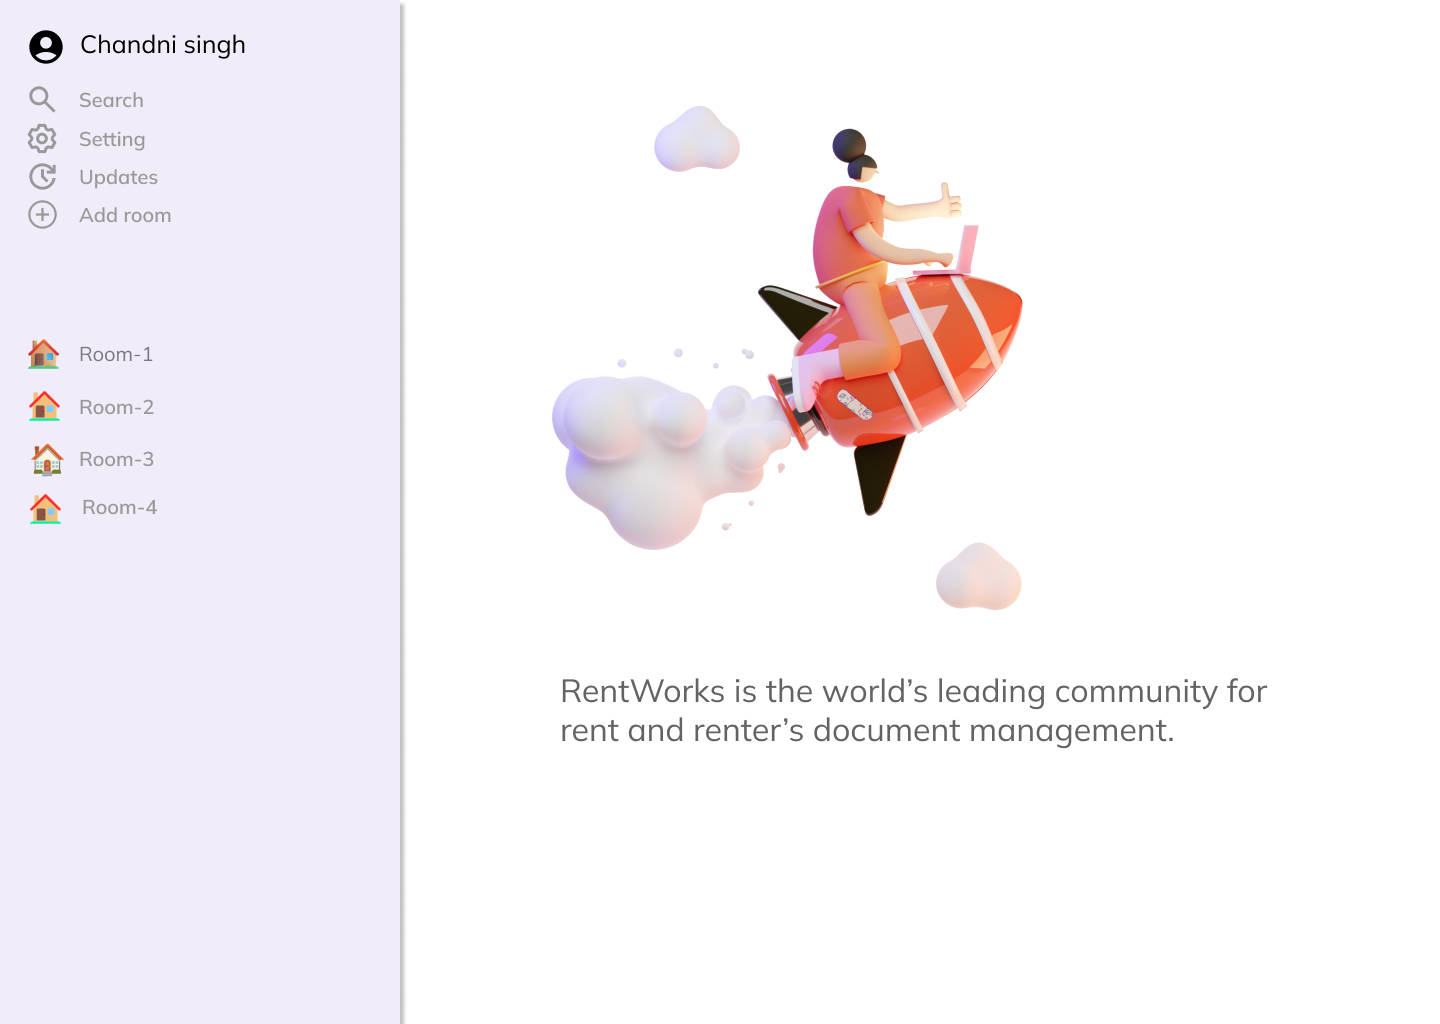 Chandni singh
Search
Setting
Updates
Add room
Room-1
Room-2
Room-3
Room-4
RentWorks is the world’s leading community for
rent and renter’s document management.